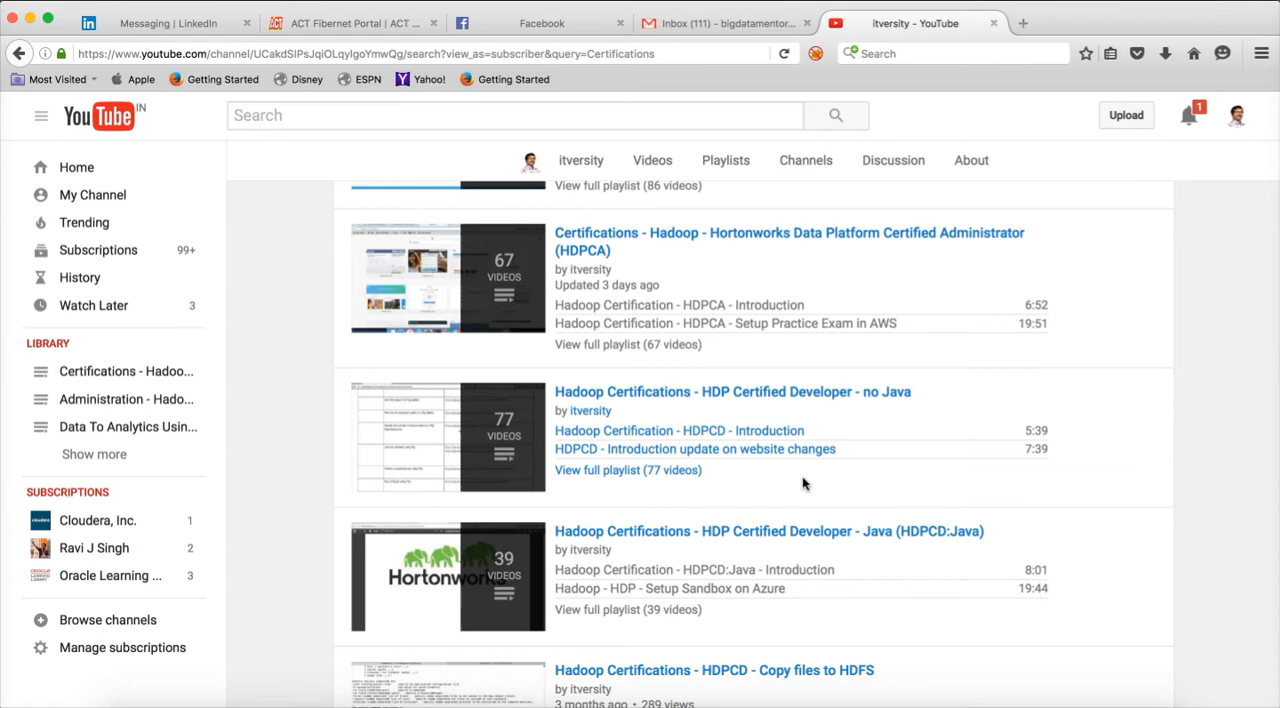 Messaging | LinkedIn
ACT Fibernet Portal | ACT ...
Facebook
Inbox (111) - bigdatamentor...
itversity - YouTube
https://www.youtube.com/channel/UCakdSIPsJqiOLqyIgoYmwQg/search?view_as=subscriber&query=Certifications
Search
Most Visited
Apple
Getting Started
Disney
ESPN
Yahoo!
Getting Started
YouTube IN
Search
Upload
1
itversity
Videos
Playlists
Channels
Discussion
About
Home
My Channel
Trending
Subscriptions 99+
History
Watch Later 3
LIBRARY
Certifications - Hadoo...
Administration - Hado...
Data To Analytics Usin...
Show more
SUBSCRIPTIONS
Cloudera, Inc. 1
Ravi J Singh 2
Oracle Learning ... 3
Browse channels
Manage subscriptions
View full playlist (86 videos)
67
VIDEOS
Certifications - Hadoop - Hortonworks Data Platform Certified Administrator
(HDPCA)
by itversity
Updated 3 days ago
Hadoop Certification - HDPCA - Introduction 6:52
Hadoop Certification - HDPCA - Setup Practice Exam in AWS 19:51
View full playlist (67 videos)
77
VIDEOS
Hadoop Certifications - HDP Certified Developer - no Java
by itversity
Hadoop Certification - HDPCD - Introduction 5:39
HDPCD - Introduction update on website changes 7:39
View full playlist (77 videos)
Hortonworks
39
VIDEOS
Hadoop Certifications - HDP Certified Developer - Java (HDPCD:Java)
by itversity
Hadoop Certification - HDPCD:Java - Introduction 8:01
Hadoop - HDP - Setup Sandbox on Azure 19:44
View full playlist (39 videos)
Hadoop Certifications - HDPCD - Copy files to HDFS
by itversity
3 months ago • 289 views